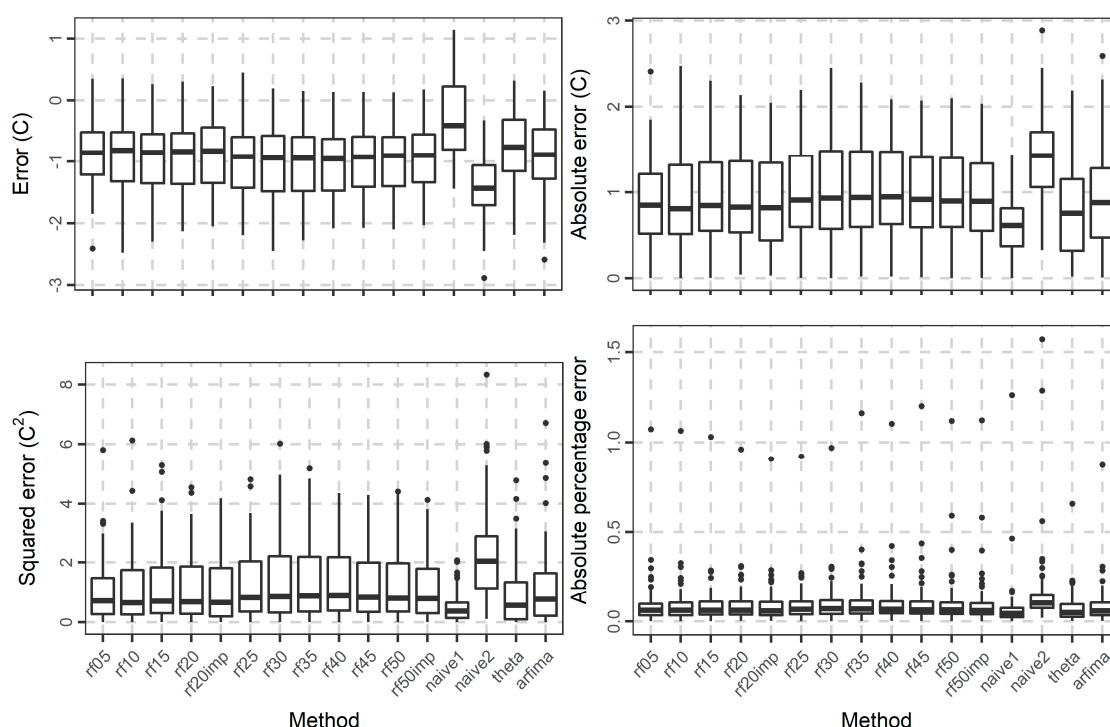 Error (C)
1
0
-1
-2
-3
Absolute error (C)
3
2
1
0
Squared error (C²)
8
6
4
2
0
rf05
rf10
rf15
rf20
rf20imp
rf25
rf30
rf35
rf40
rf45
rf50
rf50imp
naive1
naive2
theta
arfima
Method
Absolute percentage error
1.5
1.0
0.5
0.0
rf05
rf10
rf15
rf20
rf20imp
rf25
rf30
rf35
rf40
rf45
rf50
rf50imp
naive1
naive2
theta
arfima
Method